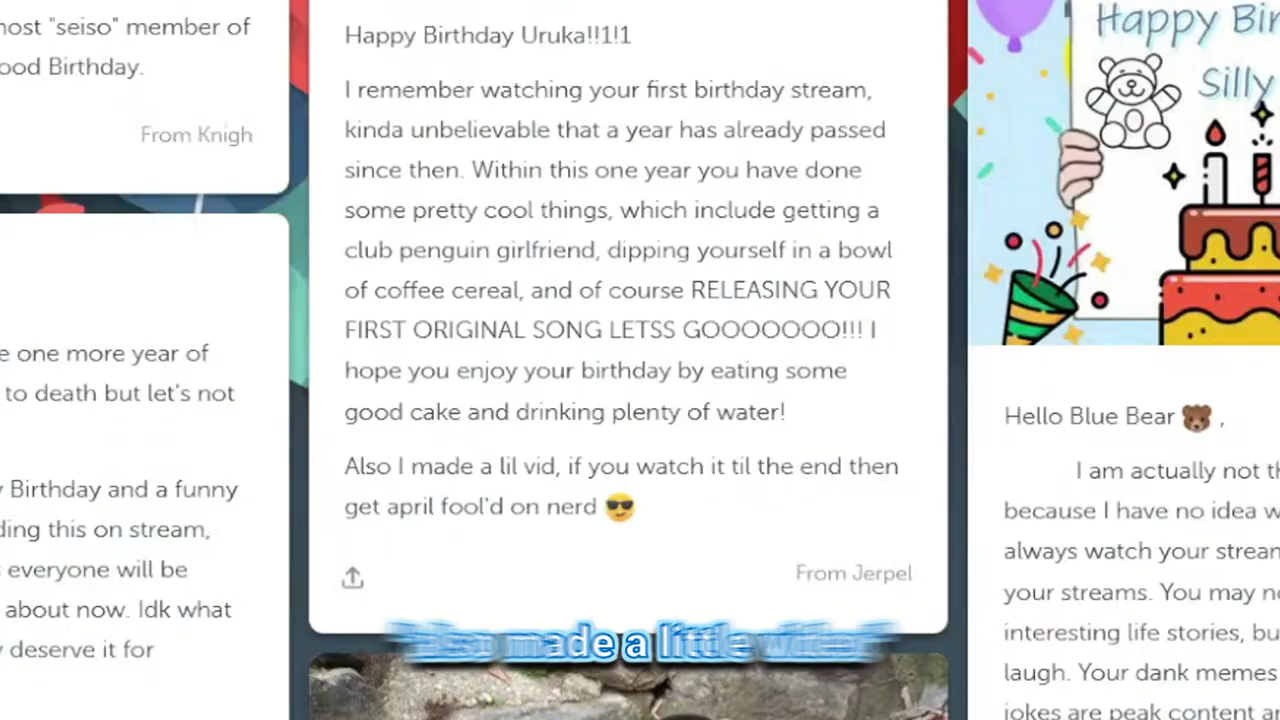 most "seiso" member of
ood Birthday.
From Knigh
e one more year of
to death but let's not
y Birthday and a funny
ding this on stream,
s everyone will be
about now. Idk what
y deserve it for
Happy Birthday Uruka!!1!1
I remember watching your first birthday stream,
kinda unbelievable that a year has already passed
since then. Within this one year you have done
some pretty cool things, which include getting a
club penguin girlfriend, dipping yourself in a bowl
of coffee cereal, and of course RELEASING YOUR
FIRST ORIGINAL SONG LETSS GOOOOOOO!!! I
hope you enjoy your birthday by eating some
good cake and drinking plenty of water!
Also I made a lil vid, if you watch it til the end then
get april fool'd on nerd 😎
From Jerpel
also made a little video
Happy Bir
Silly
Hello Blue Bear 🐻 ,
I am actually not th
because I have no idea w
always watch your strean
your streams. You may no
interesting life stories, bu
laugh. Your dank memes
jokes are peak content an